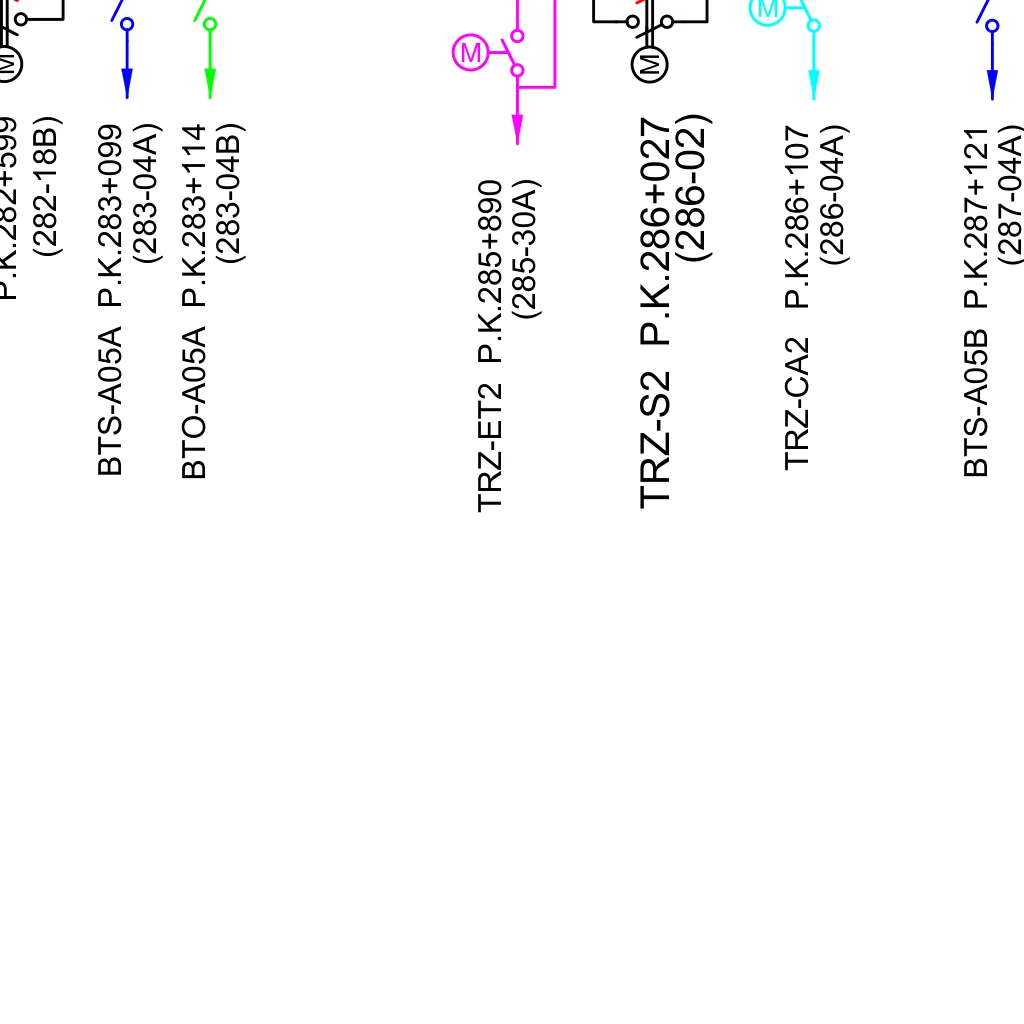 M
P.K.282+599
(282-18B)
BTS-A05A P.K.283+099
(283-04A)
BTO-A05A P.K.283+114
(283-04B)
M
TRZ-ET2 P.K.285+890
(285-30A)
M
TRZ-S2 P.K.286+027
(286-02)
M
TRZ-CA2 P.K.286+107
(286-04A)
BTS-A05B P.K.287+121
(287-04A)